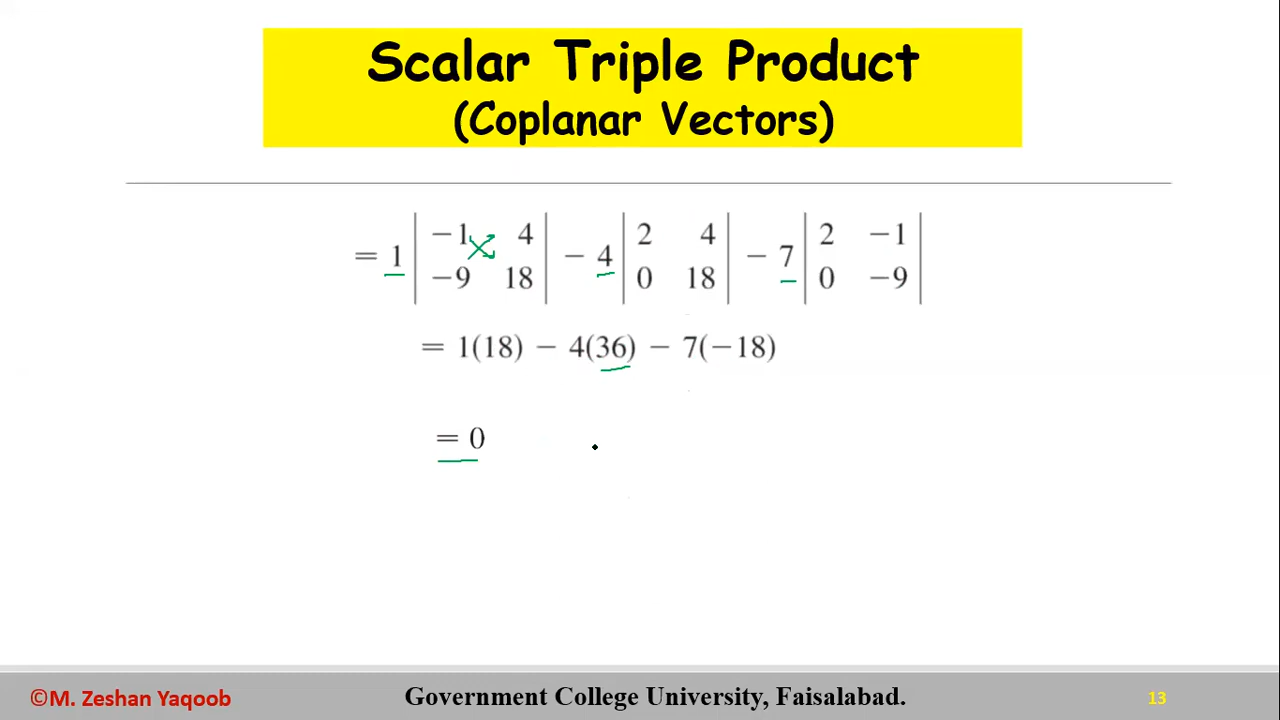 Scalar Triple Product
(Coplanar Vectors)
= 1 | −1 4 | − 4 | 2 4 | − 7 | 2 −1 |
| −9 18 | | 0 18 | | 0 −9 |
= 1(18) − 4(36) − 7(−18)
= 0
©M. Zeshan Yaqoob
Government College University, Faisalabad.
13